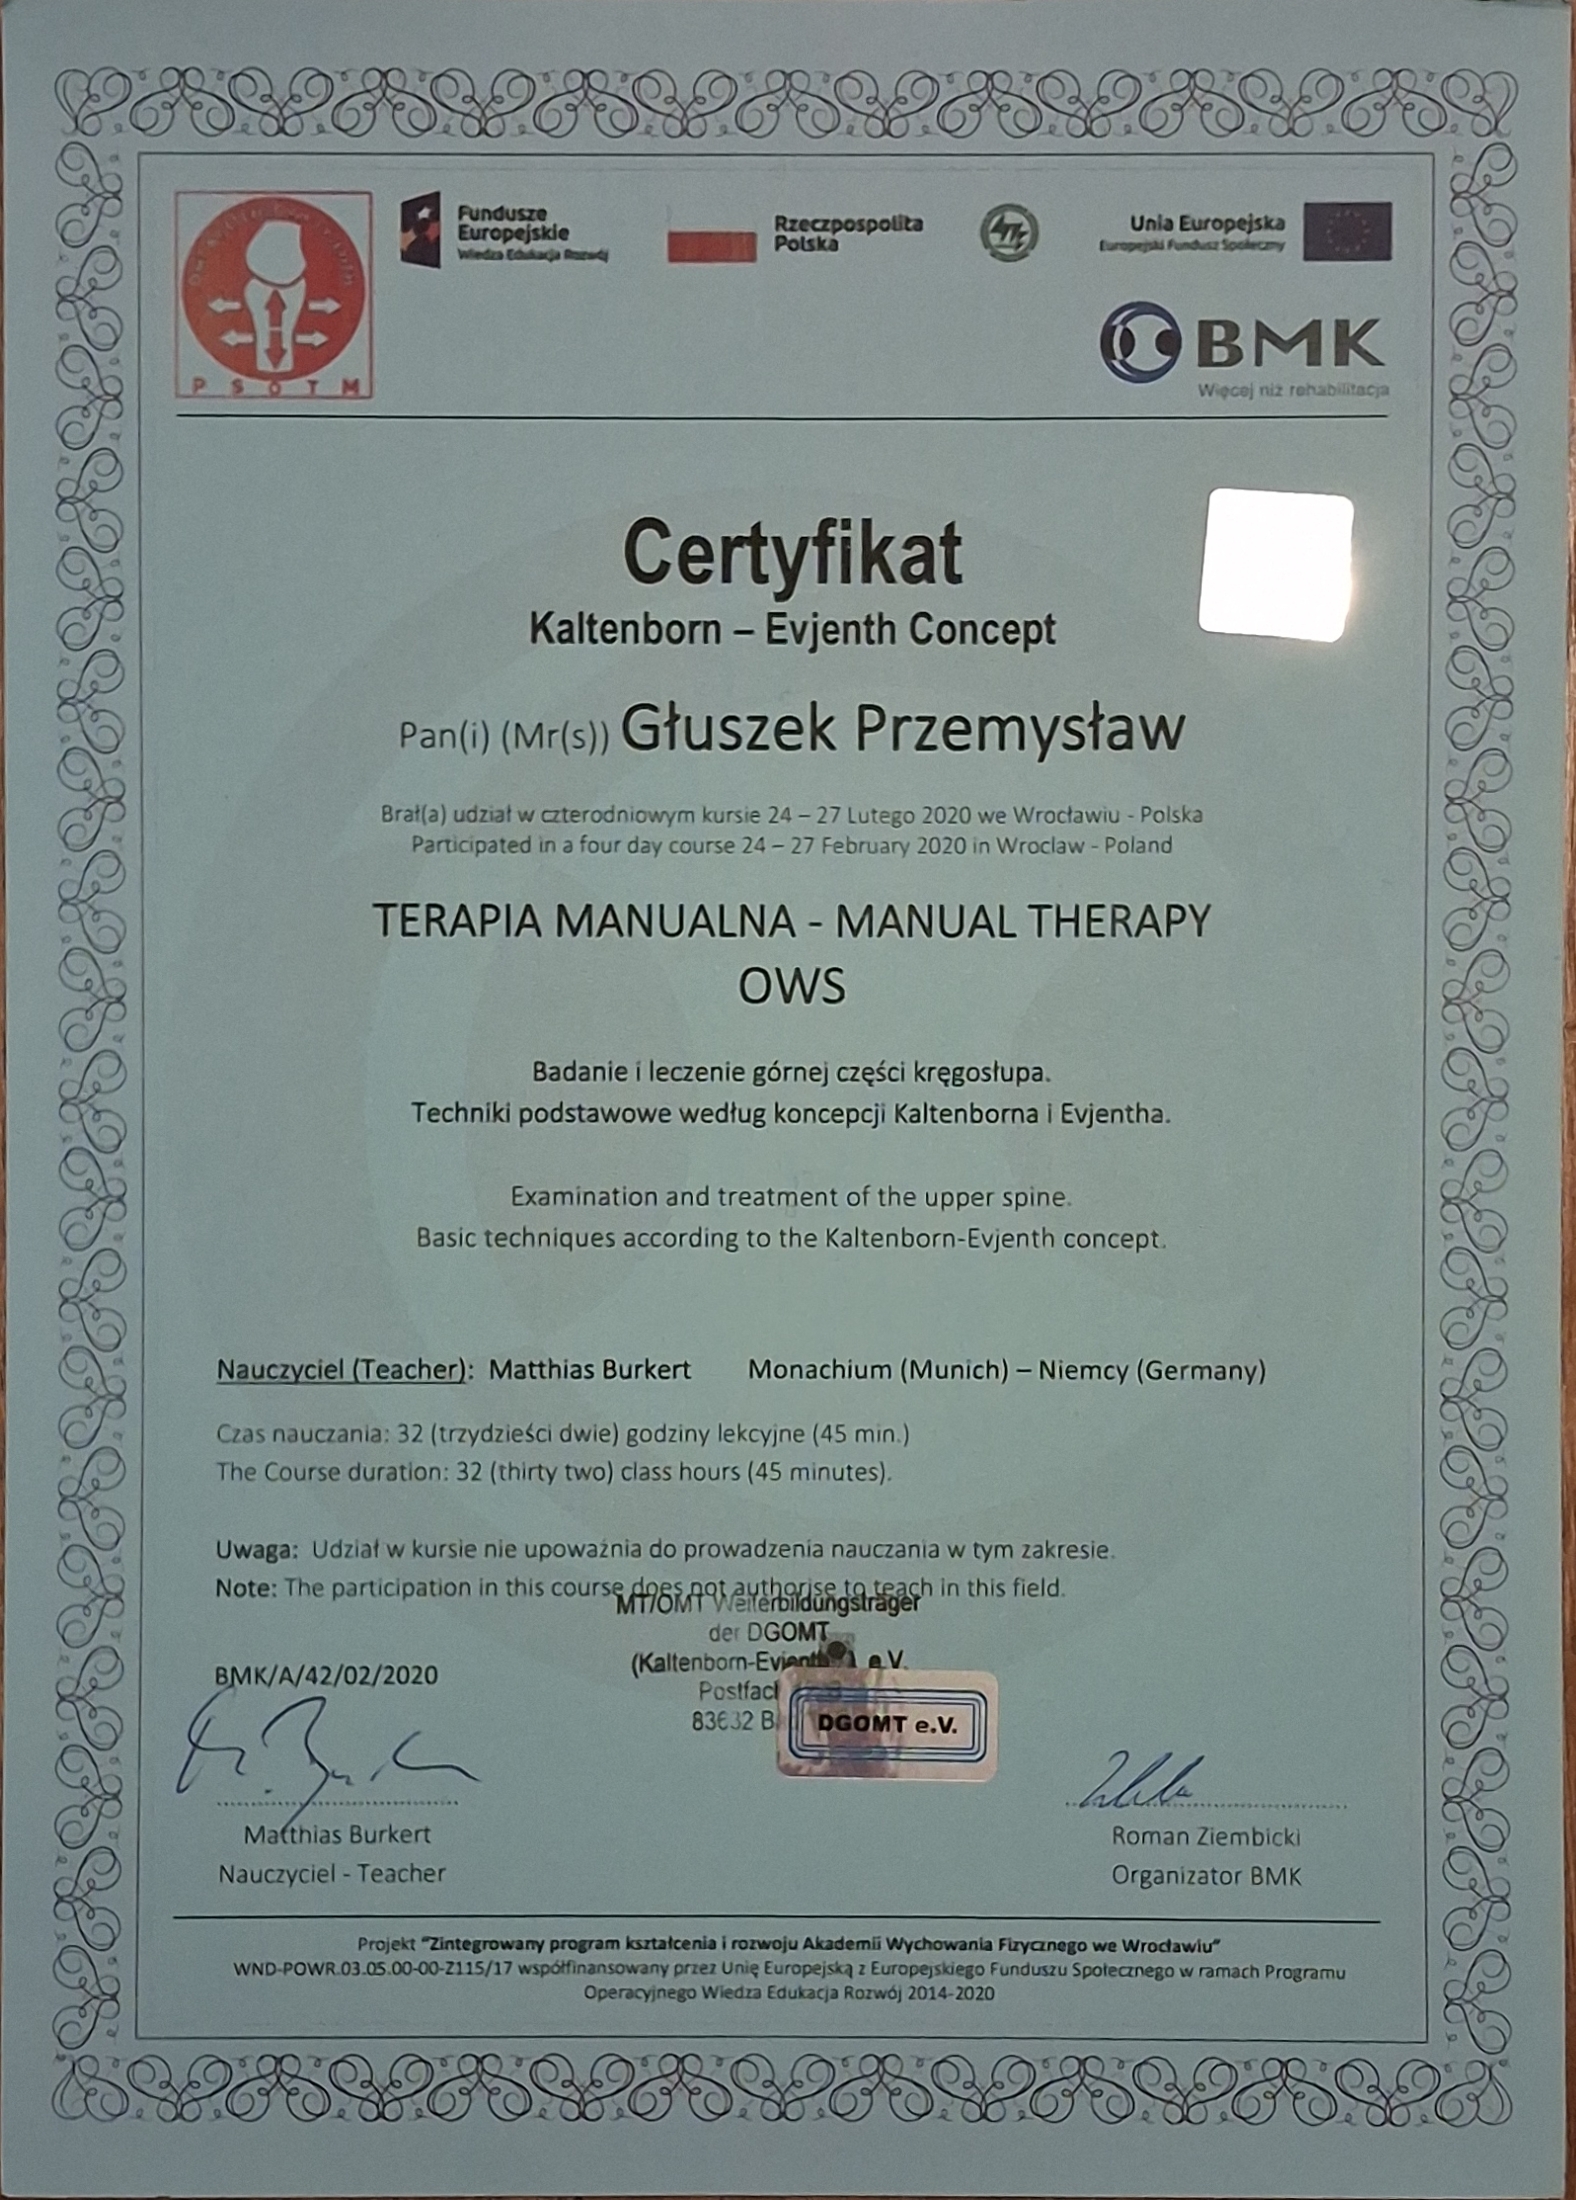 Fundusze
Europejskie
Wiedza Edukacja Rozwój
Rzeczpospolita
Polska
Unia Europejska
Europejski Fundusz Społeczny
P S O T M
BMK
Więcej niż rehabilitacja
Certyfikat
Kaltenborn – Evjenth Concept
Pan(i) (Mr(s)) Głuszek Przemysław
Brał(a) udział w czterodniowym kursie 24 – 27 Lutego 2020 we Wrocławiu - Polska
Participated in a four day course 24 – 27 February 2020 in Wroclaw - Poland
TERAPIA MANUALNA - MANUAL THERAPY
OWS
Badanie i leczenie górnej części kręgosłupa.
Techniki podstawowe według koncepcji Kaltenborna i Evjentha.
Examination and treatment of the upper spine.
Basic techniques according to the Kaltenborn-Evjenth concept.
Nauczyciel (Teacher): Matthias Burkert Monachium (Munich) – Niemcy (Germany)
Czas nauczania: 32 (trzydzieści dwie) godziny lekcyjne (45 min.)
The Course duration: 32 (thirty two) class hours (45 minutes).
Uwaga: Udział w kursie nie upoważnia do prowadzenia nauczania w tym zakresie.
Note: The participation in this course does not authorise to teach in this field.
MT/OMT Weiterbildungsträger
der DGOMT
(Kaltenborn-Evjenth e.V.
83632
DGOMT e.V.
BMK/A/42/02/2020
Matthias Burkert
Nauczyciel - Teacher
Roman Ziembicki
Organizator BMK
Projekt "Zintegrowany program kształcenia i rozwoju Akademii Wychowania Fizycznego we Wrocławiu"
WND-POWR.03.05.00-00-Z115/17 współfinansowany przez Unię Europejską z Europejskiego Funduszu Społecznego w ramach Programu
Operacyjnego Wiedza Edukacja Rozwój 2014-2020